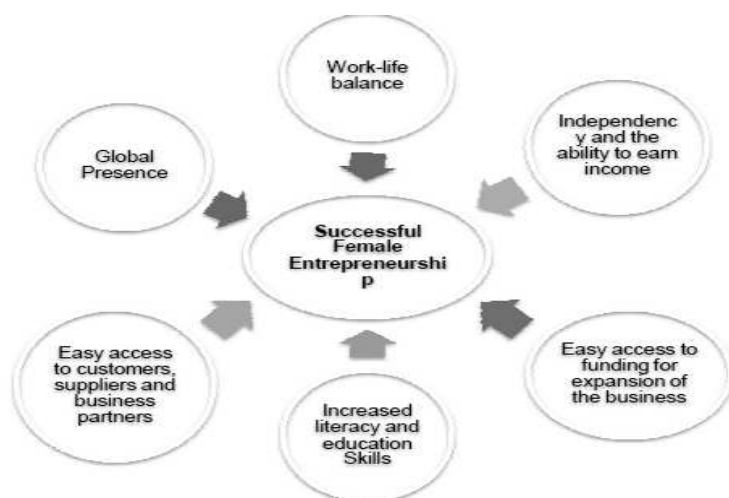 Work-life
balance
Independenc
y and the
ability to earn
income
Global
Presence
Successful
Female
Entrepreneurshi
p
Easy access
to customers,
suppliers and
business
partners
Increased
literacy and
education
Skills
Easy access to
funding for
expansion of
the business